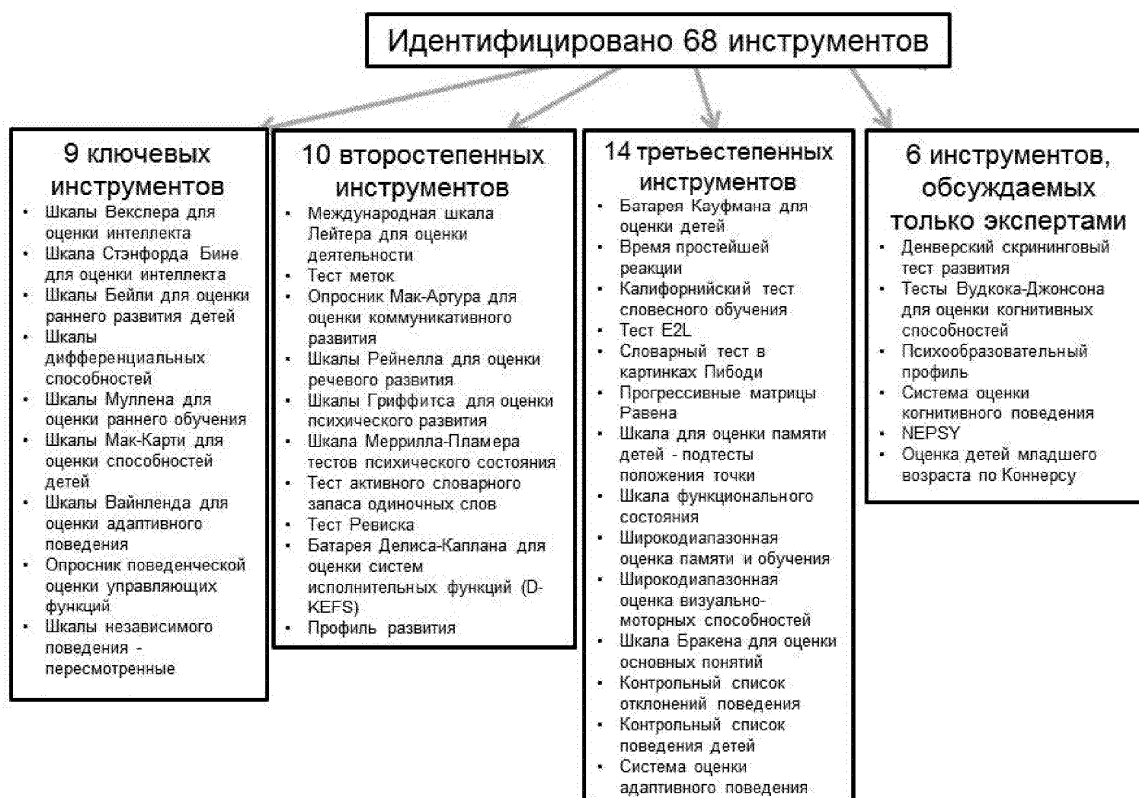 Идентифицировано 68 инструментов
9 ключевых
инструментов
• Шкалы Векслера для
оценки интеллекта
• Шкала Стэнфорда Бине
для оценки интеллекта
• Шкалы Бейли для оценки
раннего развития детей
• Шкалы
дифференциальных
способностей
• Шкалы Муллена для
оценки раннего обучения
• Шкалы Мак-Карти для
оценки способностей
детей
• Шкалы Вайнленда для
оценки адаптивного
поведения
• Опросник поведенческой
оценки управляющих
функций
• Шкалы независимого
поведения -
пересмотренные
10 второстепенных
инструментов
• Международная шкала
Лейтера для оценки
деятельности
• Тест меток
• Опросник Мак-Артура для
оценки коммуникативного
развития
• Шкалы Рейнелла для оценки
речевого развития
• Шкалы Гриффитса для оценки
психического развития
• Шкала Меррилла-Пламера
тестов психического состояния
• Тест активного словарного
запаса одиночных слов
• Тест Ревиска
• Батарея Делиса-Каплана для
оценки систем
исполнительных функций (D-
KEFS)
• Профиль развития
14 третьестепенных
инструментов
• Батарея Кауфмана для
оценки детей
• Время простейшей
реакции
• Калифорнийский тест
словесного обучения
• Тест E2L
• Словарный тест в
картинках Пибоди
• Прогрессивные матрицы
Равена
• Шкала для оценки памяти
детей - подтесты
положения точки
• Шкала функционального
состояния
• Широкодиапазонная
оценка памяти и обучения
• Широкодиапазонная
оценка визуально-
моторных способностей
• Шкала Бракена для оценки
основных понятий
• Контрольный список
отклонений поведения
• Контрольный список
поведения детей
• Система оценки
адаптивного поведения
6 инструментов,
обсуждаемых
только экспертами
• Денверский скрининговый
тест развития
• Тесты Вудкока-Джонсона
для оценки когнитивных
способностей
• Психообразовательный
профиль
• Система оценки
когнитивного поведения
• NEPSY
• Оценка детей младшего
возраста по Коннерсу